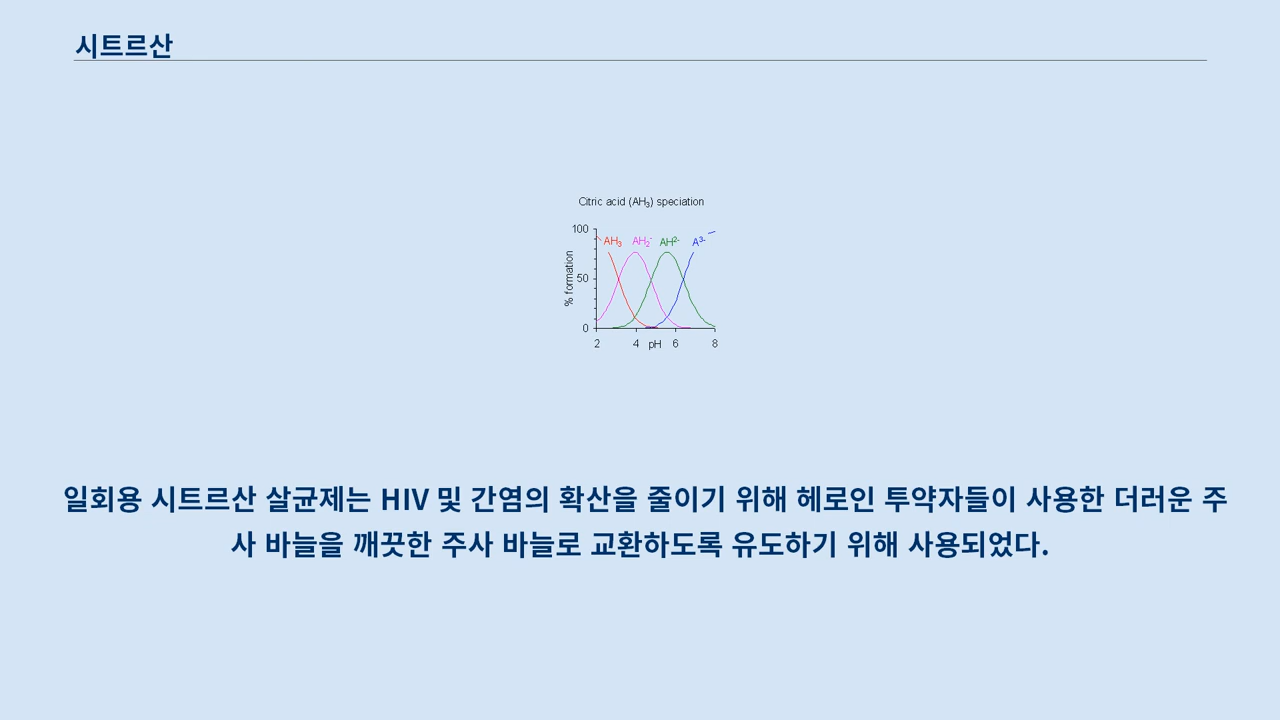 시트르산
Citric acid (AH3) speciation
100
AH3 AH2- AH2- A3-
% formation
50
0
2 4 pH 6 8
일회용 시트르산 살균제는 HIV 및 간염의 확산을 줄이기 위해 헤로인 투약자들이 사용한 더러운 주
사 바늘을 깨끗한 주사 바늘로 교환하도록 유도하기 위해 사용되었다.